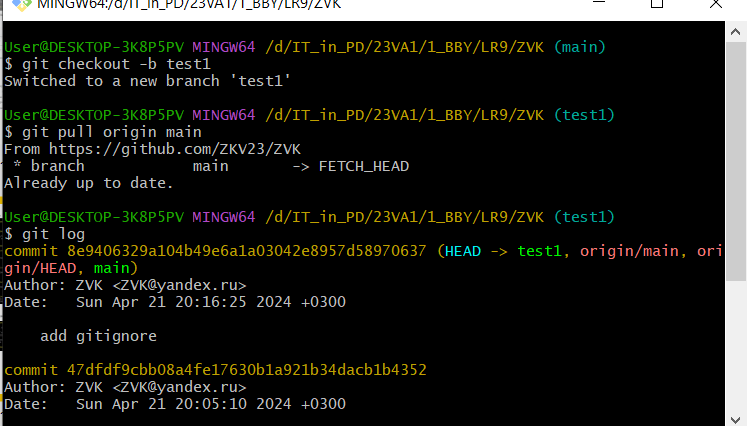 MINGW64:/d/IT_in_PD/23VA1/1_BBY/LR9/ZVK
User@DESKTOP-3K8P5PV MINGW64 /d/IT_in_PD/23VA1/1_BBY/LR9/ZVK (main)
$ git checkout -b test1
Switched to a new branch 'test1'
User@DESKTOP-3K8P5PV MINGW64 /d/IT_in_PD/23VA1/1_BBY/LR9/ZVK (test1)
$ git pull origin main
From https://github.com/ZKV23/ZVK
 * branch            main       -> FETCH_HEAD
Already up to date.
User@DESKTOP-3K8P5PV MINGW64 /d/IT_in_PD/23VA1/1_BBY/LR9/ZVK (test1)
$ git log
commit 8e9406329a104b49e6a1a03042e8957d58970637 (HEAD -> test1, origin/main, ori
gin/HEAD, main)
Author: ZVK <ZVK@yandex.ru>
Date:   Sun Apr 21 20:16:25 2024 +0300
    add gitignore
commit 47dfdf9cbb08a4fe17630b1a921b34dacb1b4352
Author: ZVK <ZVK@yandex.ru>
Date:   Sun Apr 21 20:05:10 2024 +0300